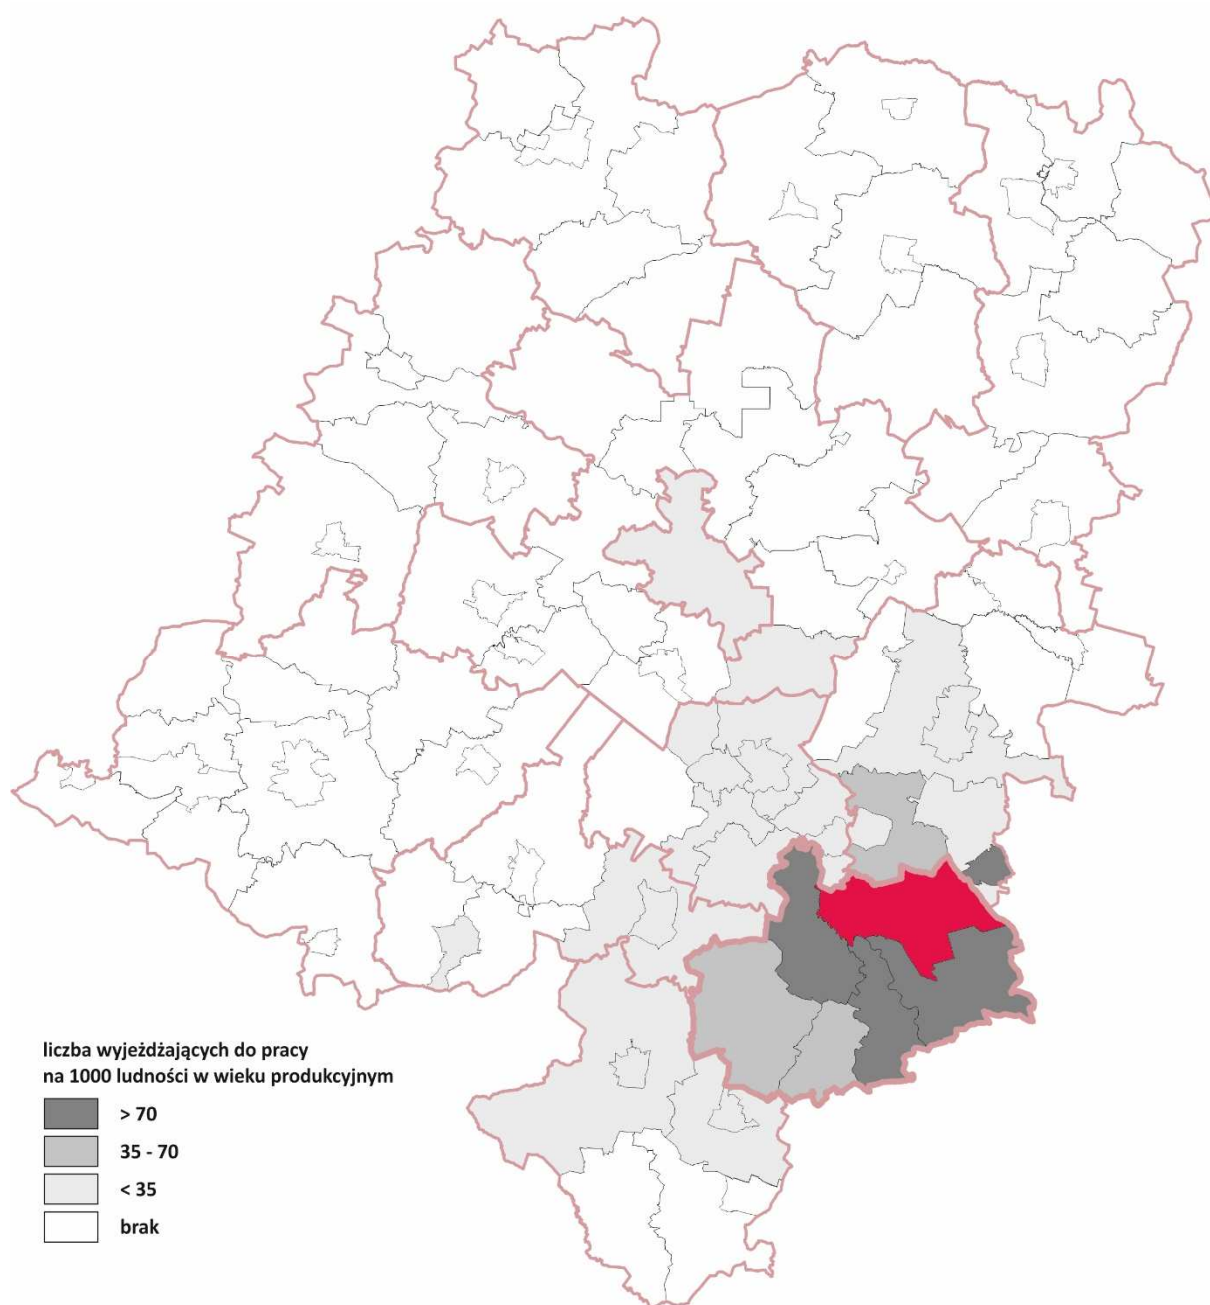 liczba wyjeżdżających do pracy
na 1000 ludności w wieku produkcyjnym
> 70
35 - 70
< 35
brak